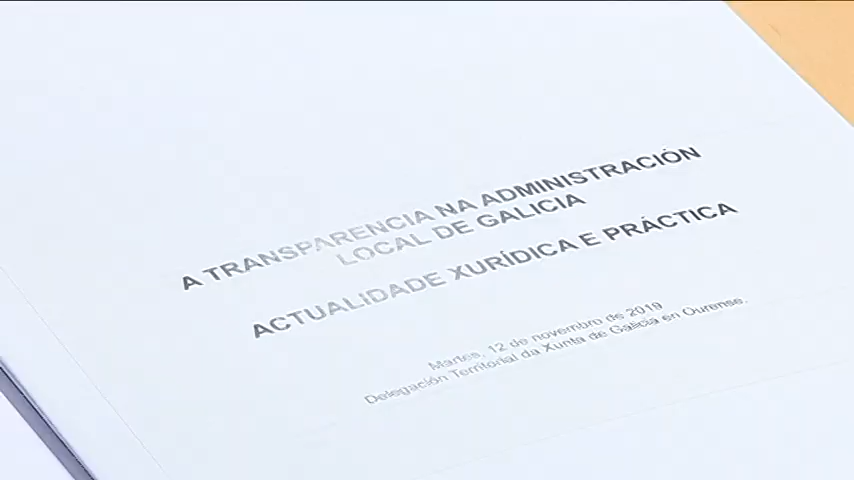 A TRANSPARENCIA NA ADMINISTRACIÓN
LOCAL DE GALICIA
ACTUALIDADE XURÍDICA E PRÁCTICA
Martes, 12 de novembro de 2019
Delegación Territorial da Xunta de Galicia en Ourense.